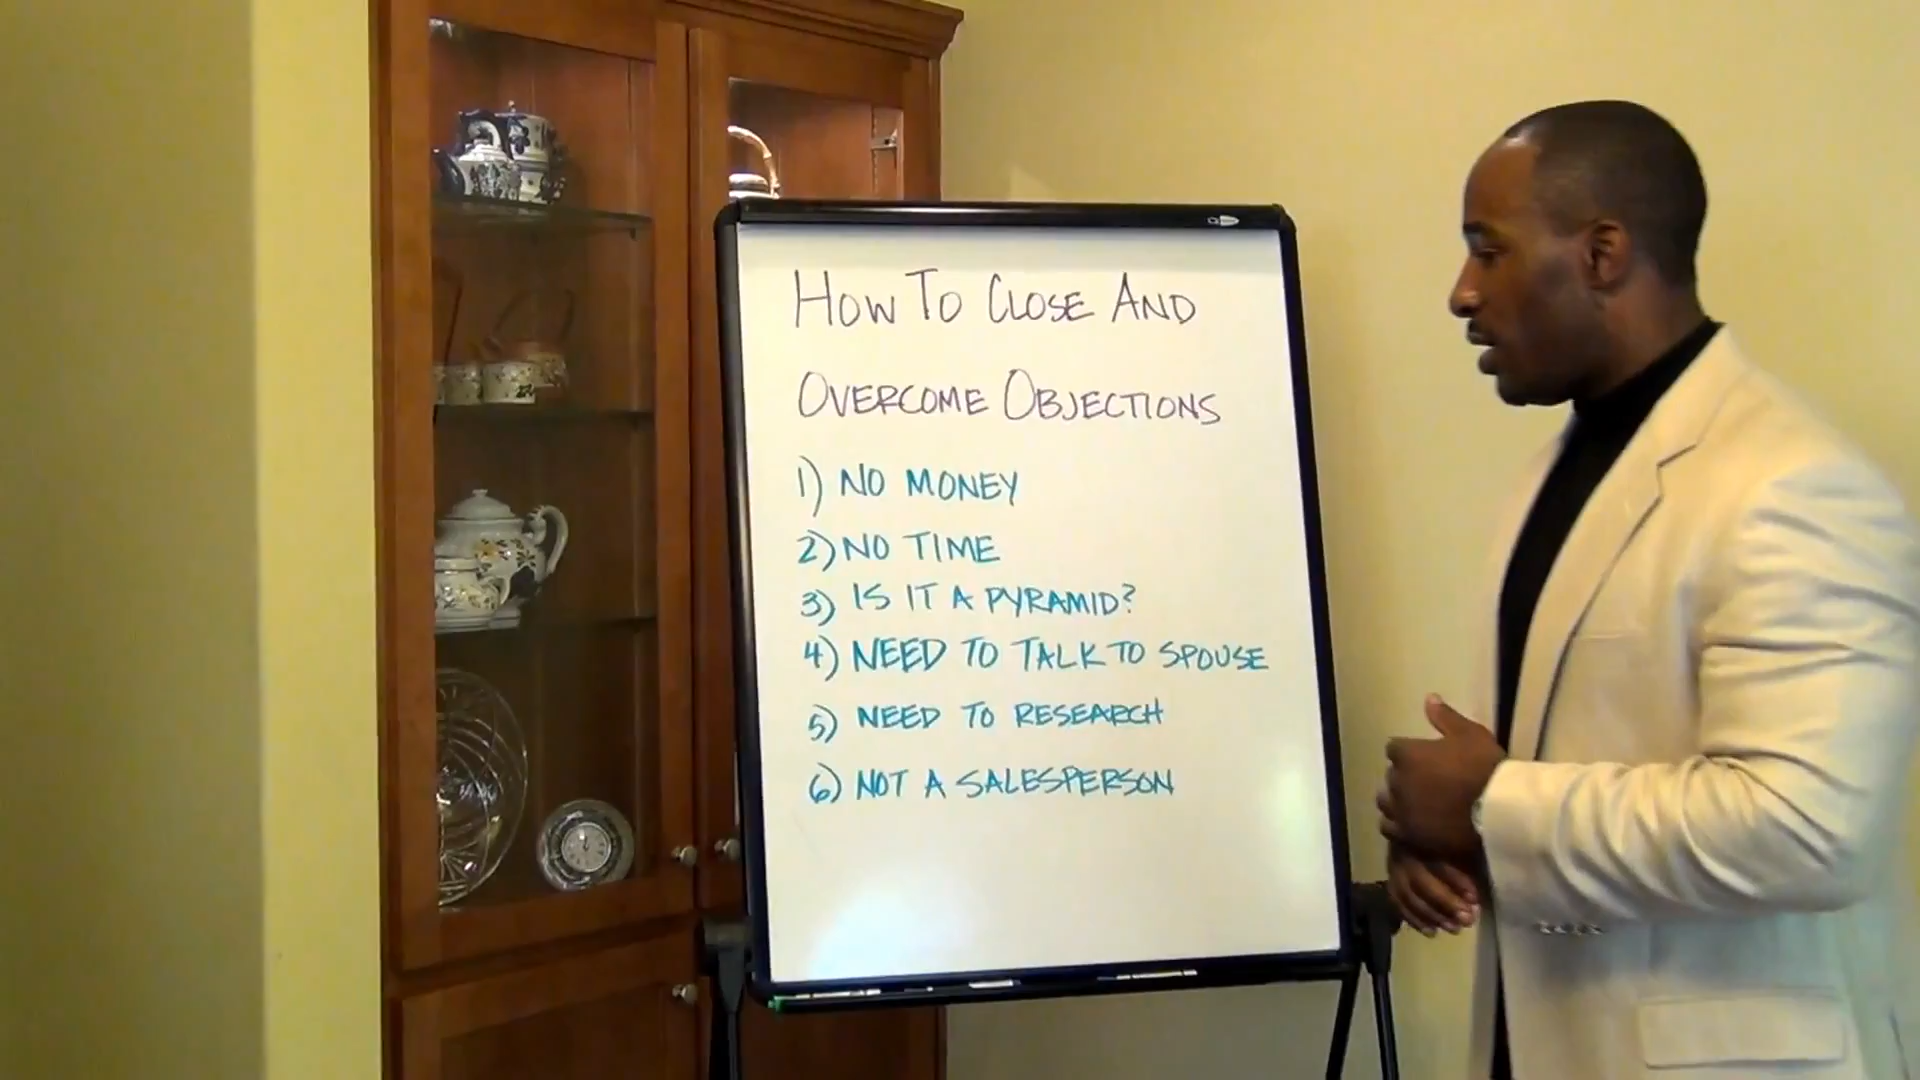 HOW TO CLOSE AND
OVERCOME OBJECTIONS
1) NO MONEY
2) NO TIME
3) IS IT A PYRAMID?
4) NEED TO TALK TO SPOUSE
5) NEED TO RESEARCH
6) NOT A SALESPERSON